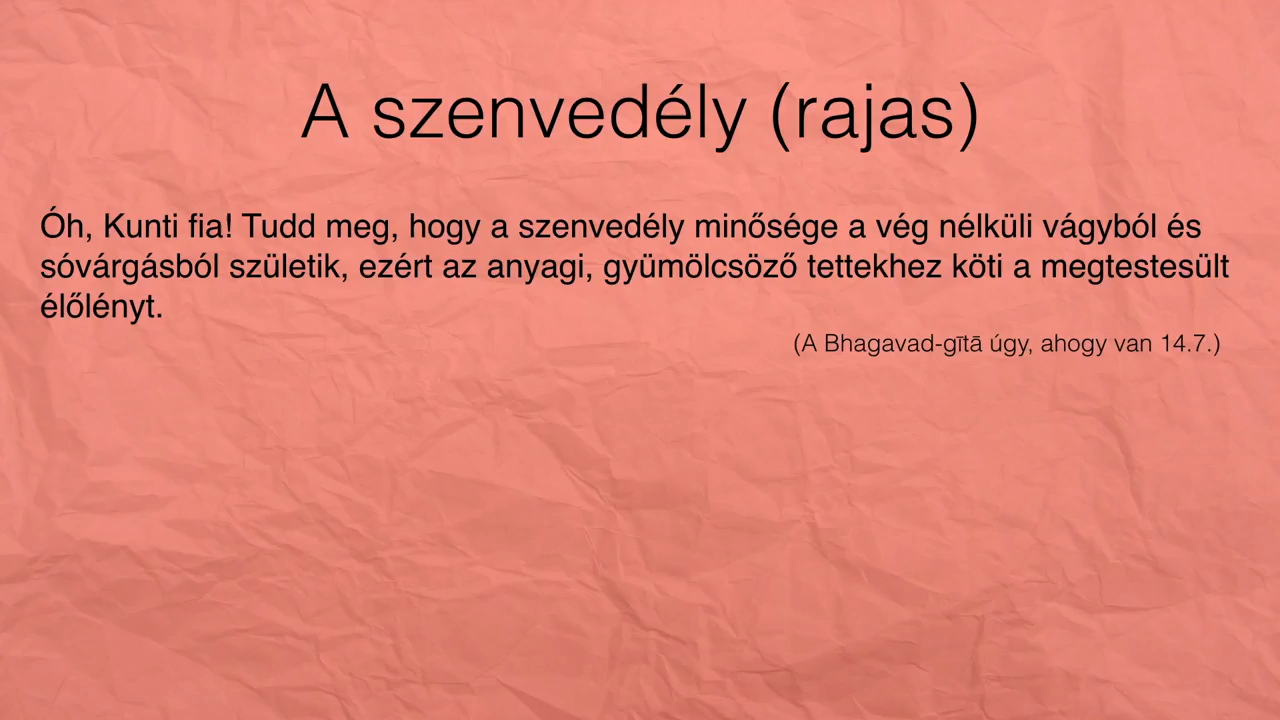 A szenvedély (rajas)
Óh, Kunti fia! Tudd meg, hogy a szenvedély minősége a vég nélküli vágyból és
sóvárgásból születik, ezért az anyagi, gyümölcsöző tettekhez köti a megtestesült
élőlényt.
(A Bhagavad-gītā úgy, ahogy van 14.7.)